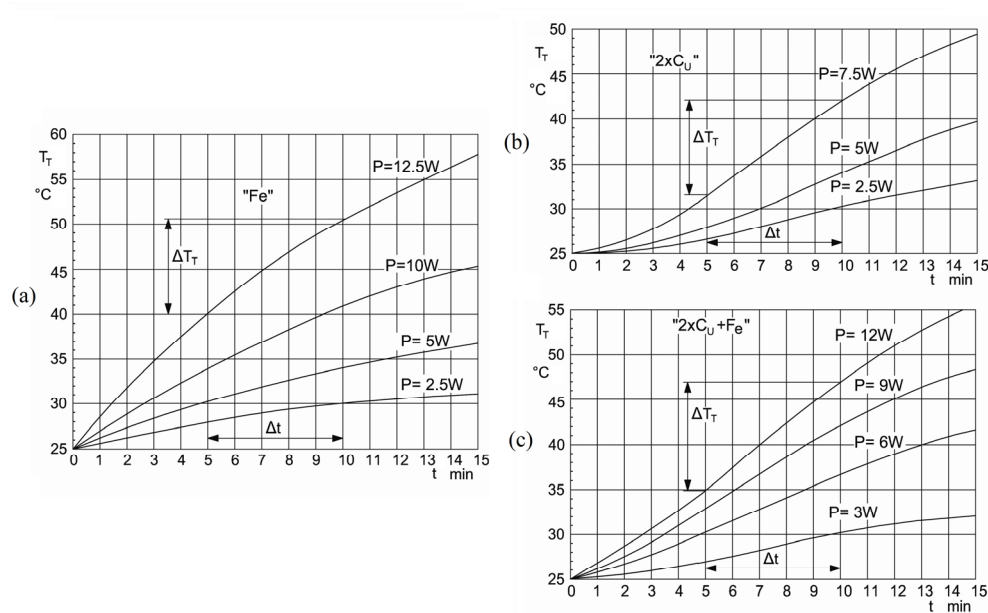 (a)
T_T
°C
60
55
50
45
40
35
30
25
"Fe"
P=12.5W
ΔT_T
P=10W
P= 5W
P= 2.5W
Δt
0 1 2 3 4 5 6 7 8 9 10 11 12 13 14 15
t min
(b)
T_T
°C
50
45
40
35
30
25
"2xC_U"
P=7.5W
ΔT_T
P= 5W
P= 2.5W
Δt
0 1 2 3 4 5 6 7 8 9 10 11 12 13 14 15
t min
(c)
T_T
°C
55
50
45
40
35
30
25
"2xC_U+Fe"
P= 12W
ΔT_T
P= 9W
P= 6W
P= 3W
Δt
0 1 2 3 4 5 6 7 8 9 10 11 12 13 14 15
t min